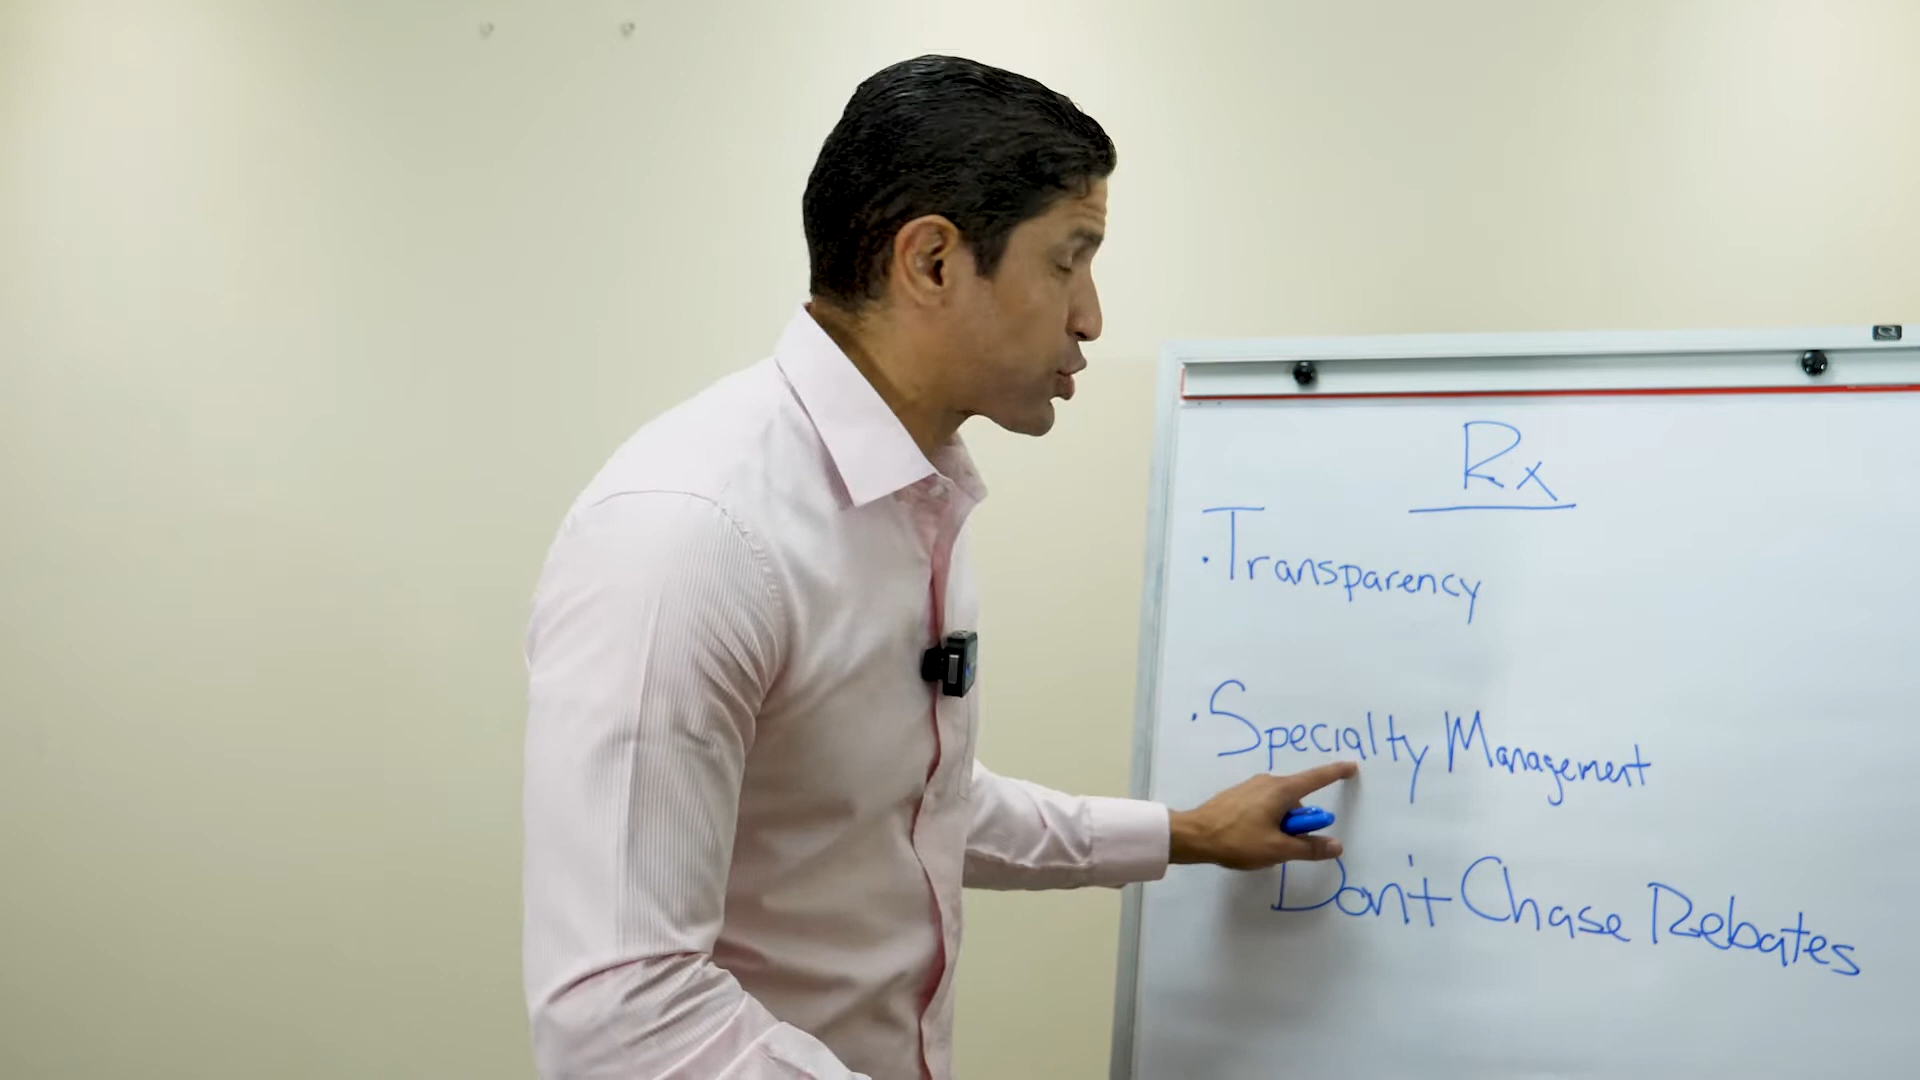 Rx
· Transparency
· Specialty Management
Don't Chase Rebates